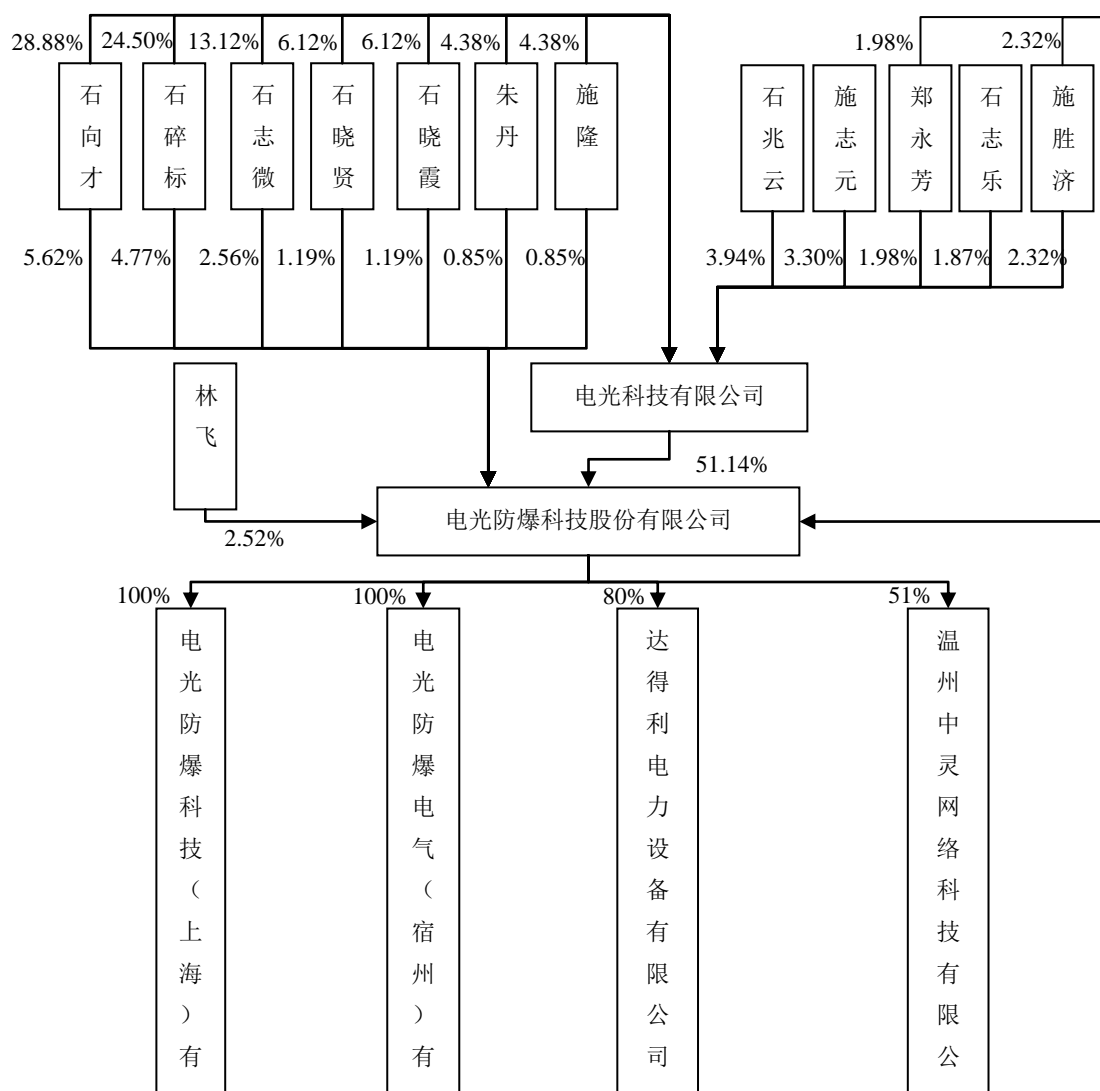 28.88% 24.50% 13.12% 6.12% 6.12% 4.38% 4.38%
1.98% 2.32%
石向才
石碎标
石志微
石晓贤
石晓霞
朱丹
施隆
石兆云
施志元
郑永芳
石志乐
施胜济
5.62% 4.77% 2.56% 1.19% 1.19% 0.85% 0.85%
3.94% 3.30% 1.98% 1.87% 2.32%
林飞
电光科技有限公司
51.14%
电光防爆科技股份有限公司
2.52%
100% 100% 80% 51%
电光防爆科技（上海）有
电光防爆电气（宿州）有
达得利电力设备有限公司
温州中灵网络科技有限公